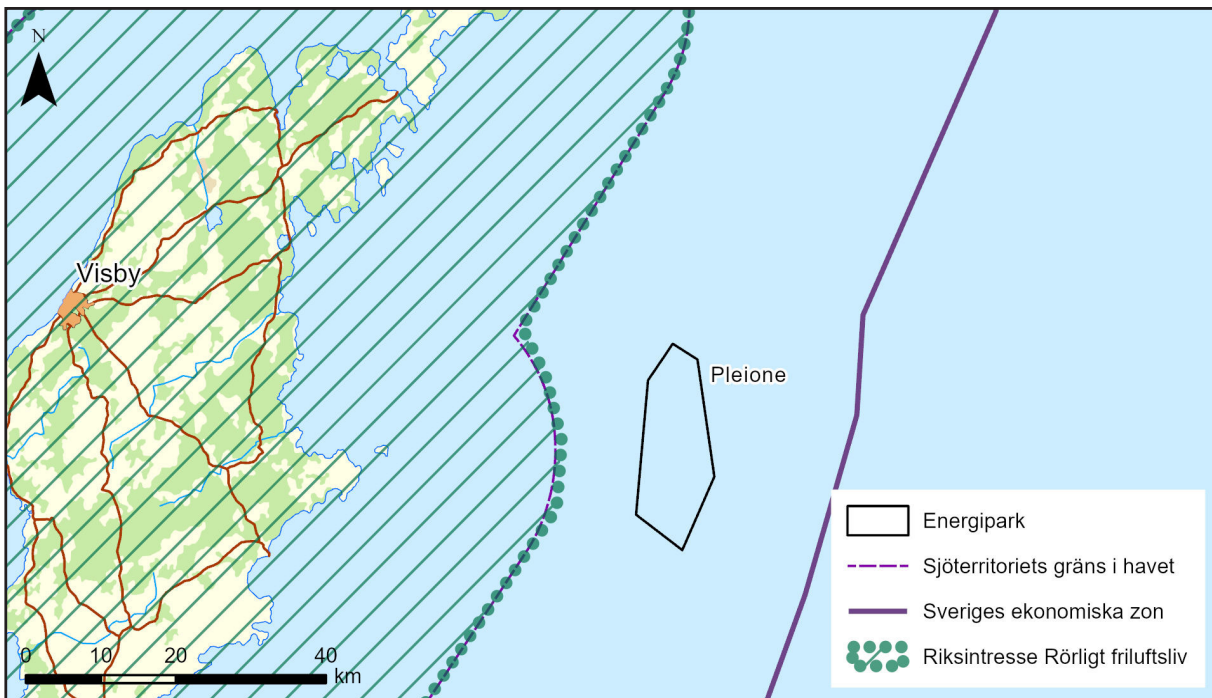 N
Visby
Pleione
Energipark
Sjöterritoriets gräns i havet
Sveriges ekonomiska zon
Riksintresse Rörligt friluftsliv
0 10 20 40
km